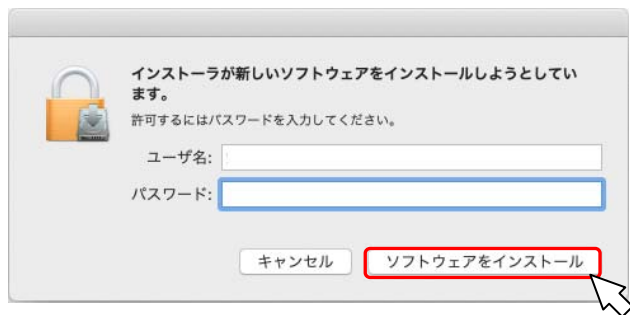 インストーラが新しいソフトウェアをインストールしようとしてい
ます。
許可するにはパスワードを入力してください。
ユーザ名:
パスワード:
キャンセル ソフトウェアをインストール